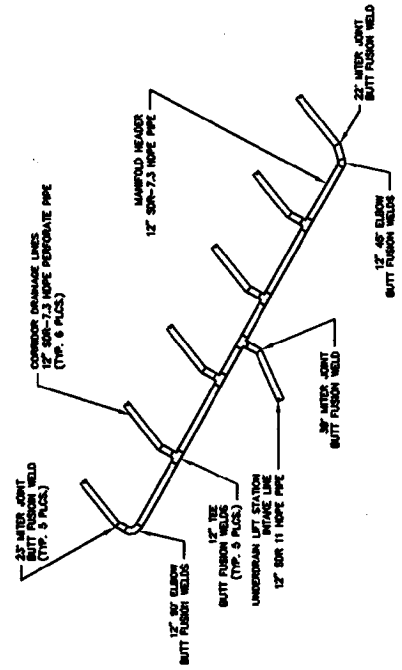 CORRIDOR DRAINAGE LINES
12" SDR-7.3 HDPE PERFORATE PIPE
(TYP. 6 PLCS.)
23° MITER JOINT
BUTT FUSION WELD
(TYP. 5 PLCS.)
MANIFOLD HEADER
12" SDR-7.3 HDPE PIPE
22° MITER JOINT
BUTT FUSION WELD
12" 90° ELBOW
BUTT FUSION WELDS
12" TEE
BUTT FUSION WELDS
(TYP. 5 PLCS.)
UNDERDRAIN LIFT STATION
INTAKE LINE
12" SDR 11 HDPE PIPE
MITER JOINT
BUTT FUSION WELD
12" 45° ELBOW
BUTT FUSION WELDS